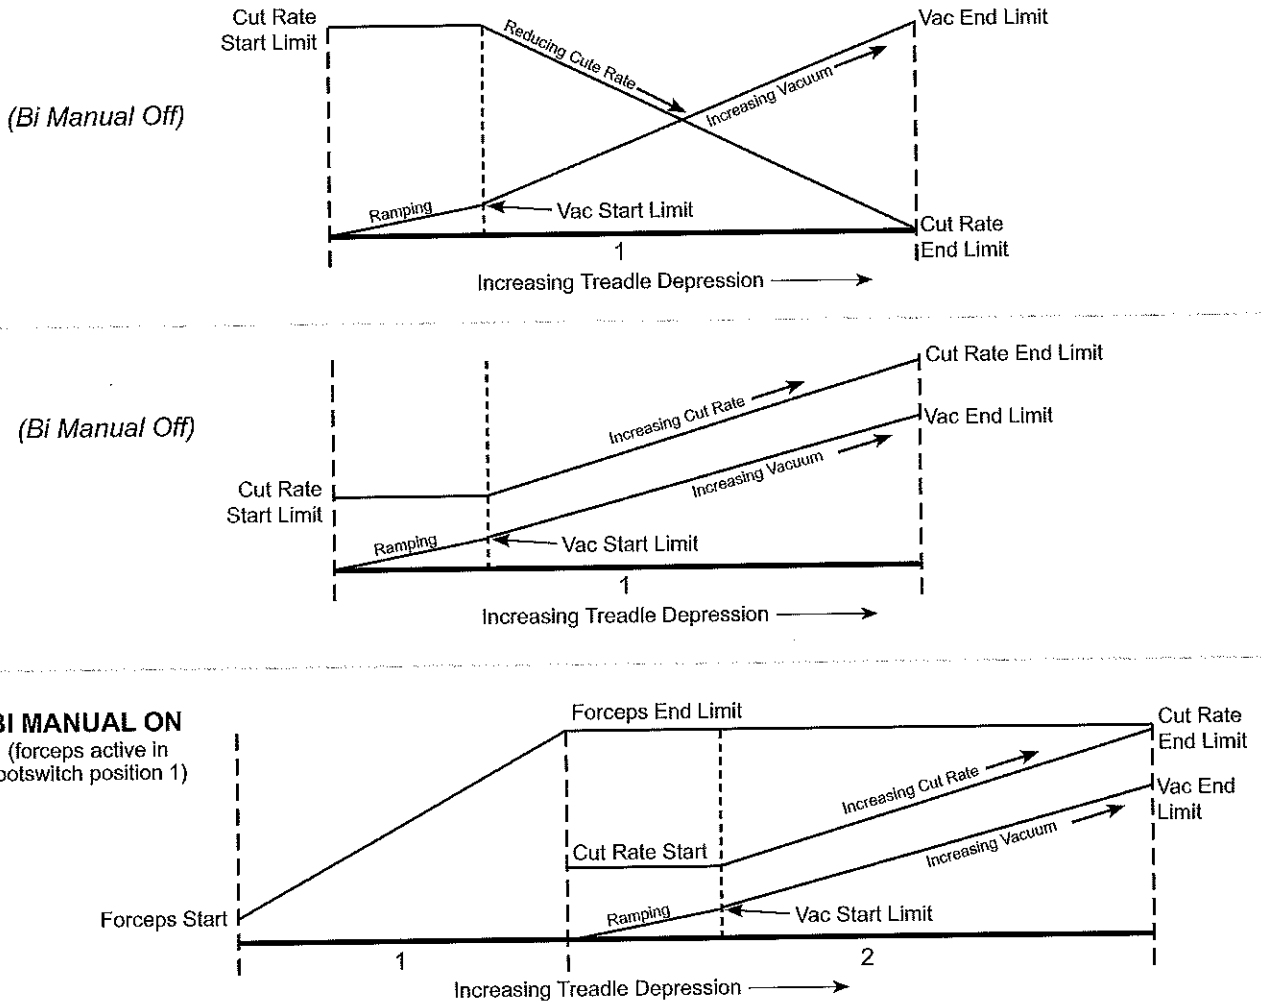 Cut Rate
Start Limit
Vac End Limit
Reducing Cute Rate
Increasing Vacuum
(Bi Manual Off)
Ramping
Vac Start Limit
Cut Rate
End Limit
1
Increasing Treadle Depression
Cut Rate End Limit
Increasing Cut Rate
Vac End Limit
(Bi Manual Off)
Increasing Vacuum
Cut Rate
Start Limit
Ramping
Vac Start Limit
1
Increasing Treadle Depression
BI MANUAL ON
(forceps active in
ootswitch position 1)
Forceps End Limit
Cut Rate
End Limit
Increasing Cut Rate
Vac End
Limit
Cut Rate Start
Increasing Vacuum
Forceps Start
Ramping
Vac Start Limit
1
2
Increasing Treadle Depression